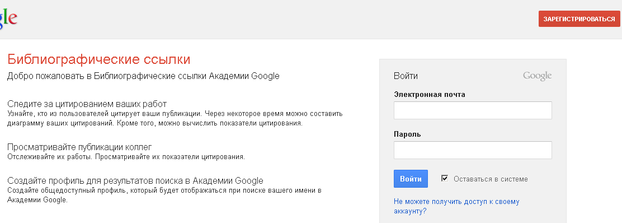 gle
ЗАРЕГИСТРИРОВАТЬСЯ
Библиографические ссылки
Добро пожаловать в Библиографические ссылки Академии Google
Следите за цитированием ваших работ
Узнайте, кто из пользователей цитирует ваши публикации. Через некоторое время можно составить
диаграмму ваших цитирований. Кроме того, можно вычислить показатели цитирования.
Просматривайте публикации коллег
Отслеживайте их работы. Просматривайте их показатели цитирования.
Создайте профиль для результатов поиска в Академии Google
Создайте общедоступный профиль, который будет отображаться при поиске вашего имени в
Академии Google.
Войти Google
Электронная почта
Пароль
Войти Оставаться в системе
Не можете получить доступ к своему
аккаунту?